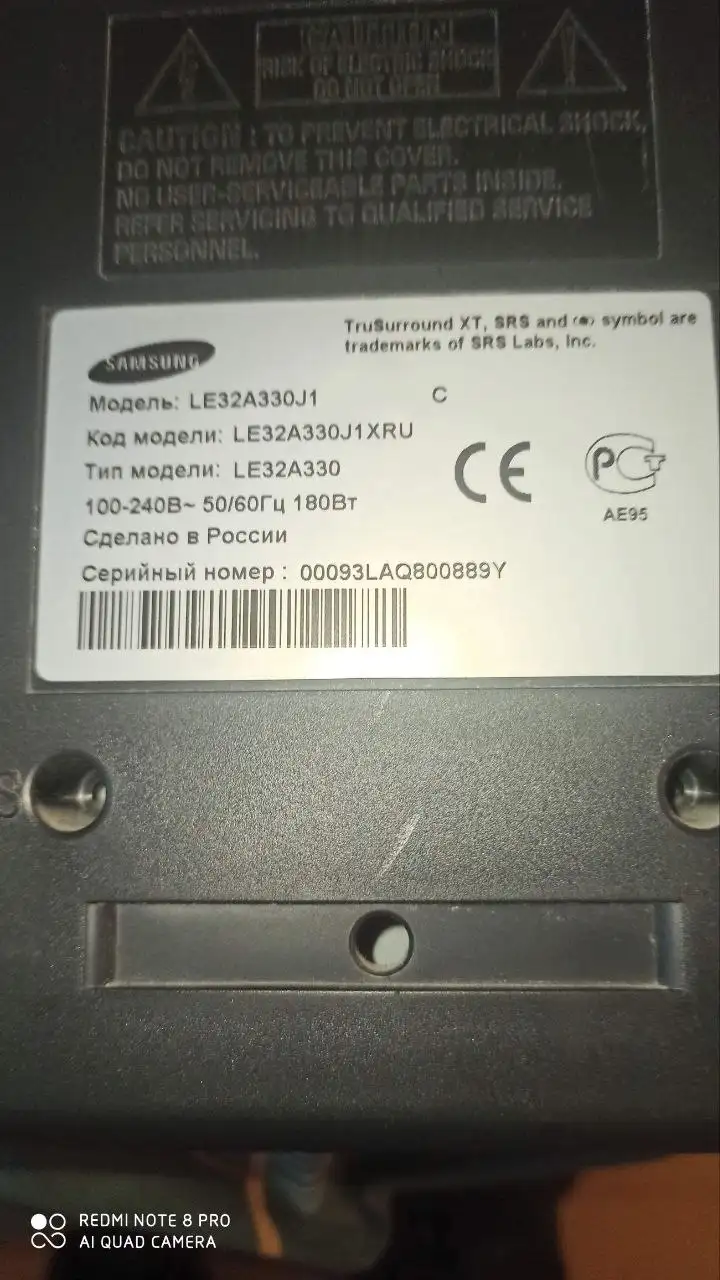 CAUTION
RISK OF ELECTRIC SHOCK
DO NOT OPEN
CAUTION : TO PREVENT ELECTRICAL SHOCK,
DO NOT REMOVE THIS COVER.
NO USER-SERVICEABLE PARTS INSIDE.
REFER SERVICING TO QUALIFIED SERVICE
PERSONNEL.
TruSurround XT, SRS and (●) symbol are
trademarks of SRS Labs, Inc.
SAMSUNG
Модель: LE32A330J1 C
Код модели: LE32A330J1XRU
Тип модели: LE32A330
100-240В~ 50/60Гц 180Вт
CE
РСТ
AE95
Сделано в России
Серийный номер : 00093LAQ800889Y
REDMI NOTE 8 PRO
AI QUAD CAMERA